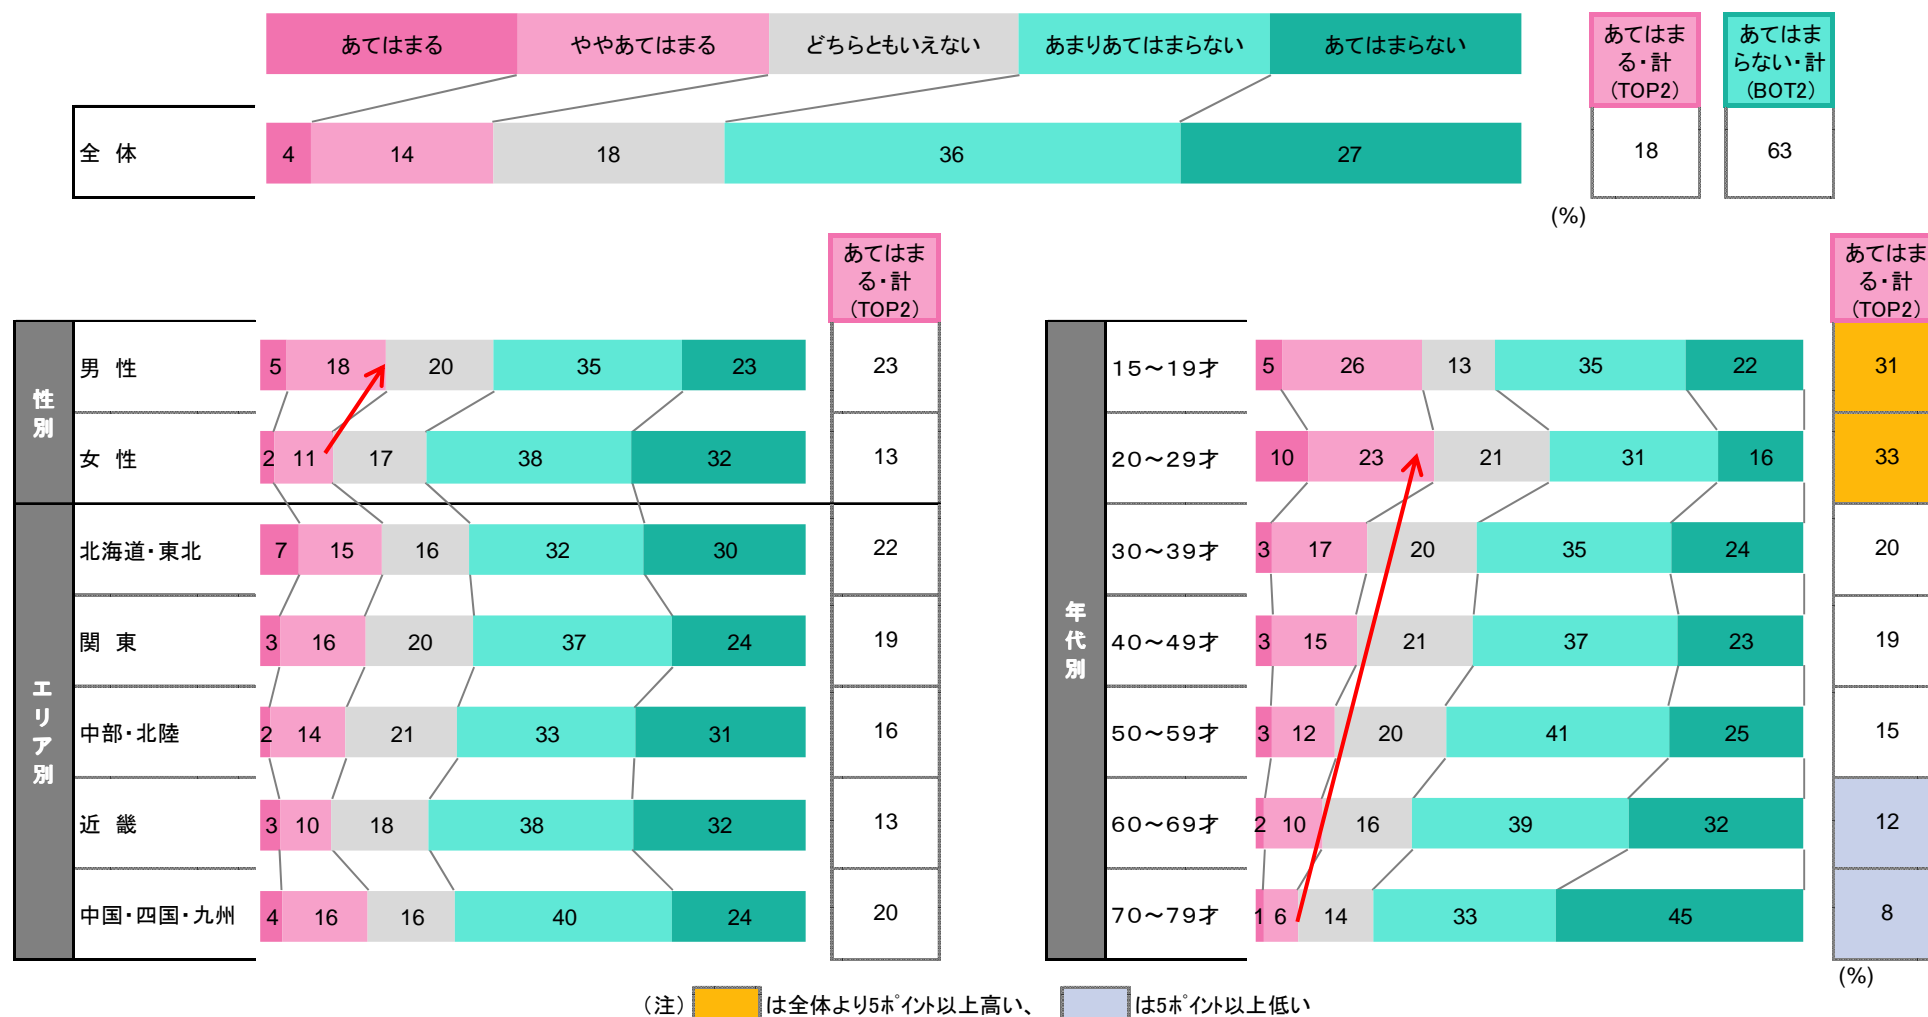 あてはまる ややあてはまる どちらともいえない あまりあてはまらない あてはまらない
あてはま
る・計
(TOP2)
あてはま
らない・計
(BOT2)
全 体 4 14 18 36 27 18 63
(%)
あてはま
る・計
(TOP2)
性別
男 性 5 18 20 35 23 23
女 性 2 11 17 38 32 13
エリア別
北海道・東北 7 15 16 32 30 22
関 東 3 16 20 37 24 19
中部・北陸 2 14 21 33 31 16
近 畿 3 10 18 38 32 13
中国・四国・九州 4 16 16 40 24 20
あてはま
る・計
(TOP2)
年代別
15～19才 5 26 13 35 22 31
20～29才 10 23 21 31 16 33
30～39才 3 17 20 35 24 20
40～49才 3 15 21 37 23 19
50～59才 3 12 20 41 25 15
60～69才 2 10 16 39 32 12
70～79才 1 6 14 33 45 8
(%)
(注) は全体より5ポイント以上高い、 は5ポイント以上低い